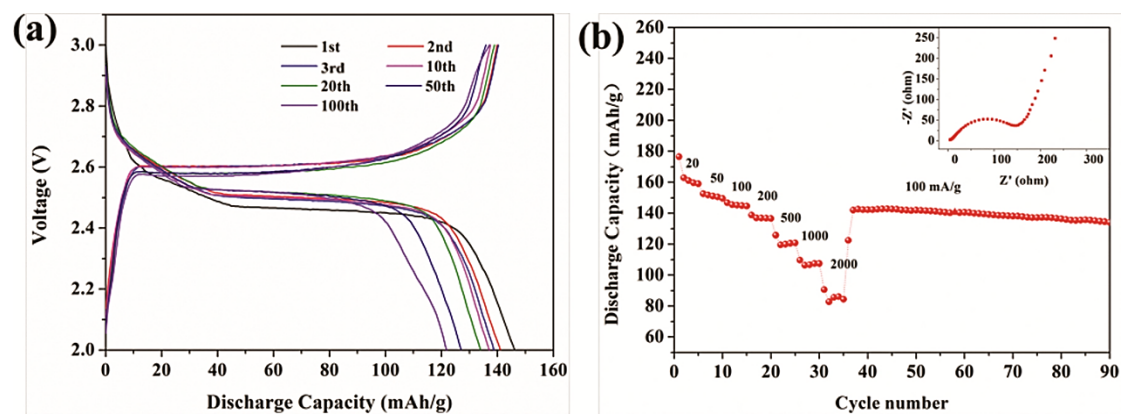 (a)
3.0
2.8
2.6
2.4
2.2
2.0
Voltage (V)
1st 2nd
3rd 10th
20th 50th
100th
0 20 40 60 80 100 120 140 160
Discharge Capacity (mAh/g)
(b)
260
240
220
200
180
160
140
120
100
80
60
Discharge Capacity (mAh/g)
20
50
100
200
500
1000
2000
100 mA/g
250
200
150
100
50
0
-Z' (ohm)
0 100 200 300
Z' (ohm)
0 10 20 30 40 50 60 70 80 90
Cycle number